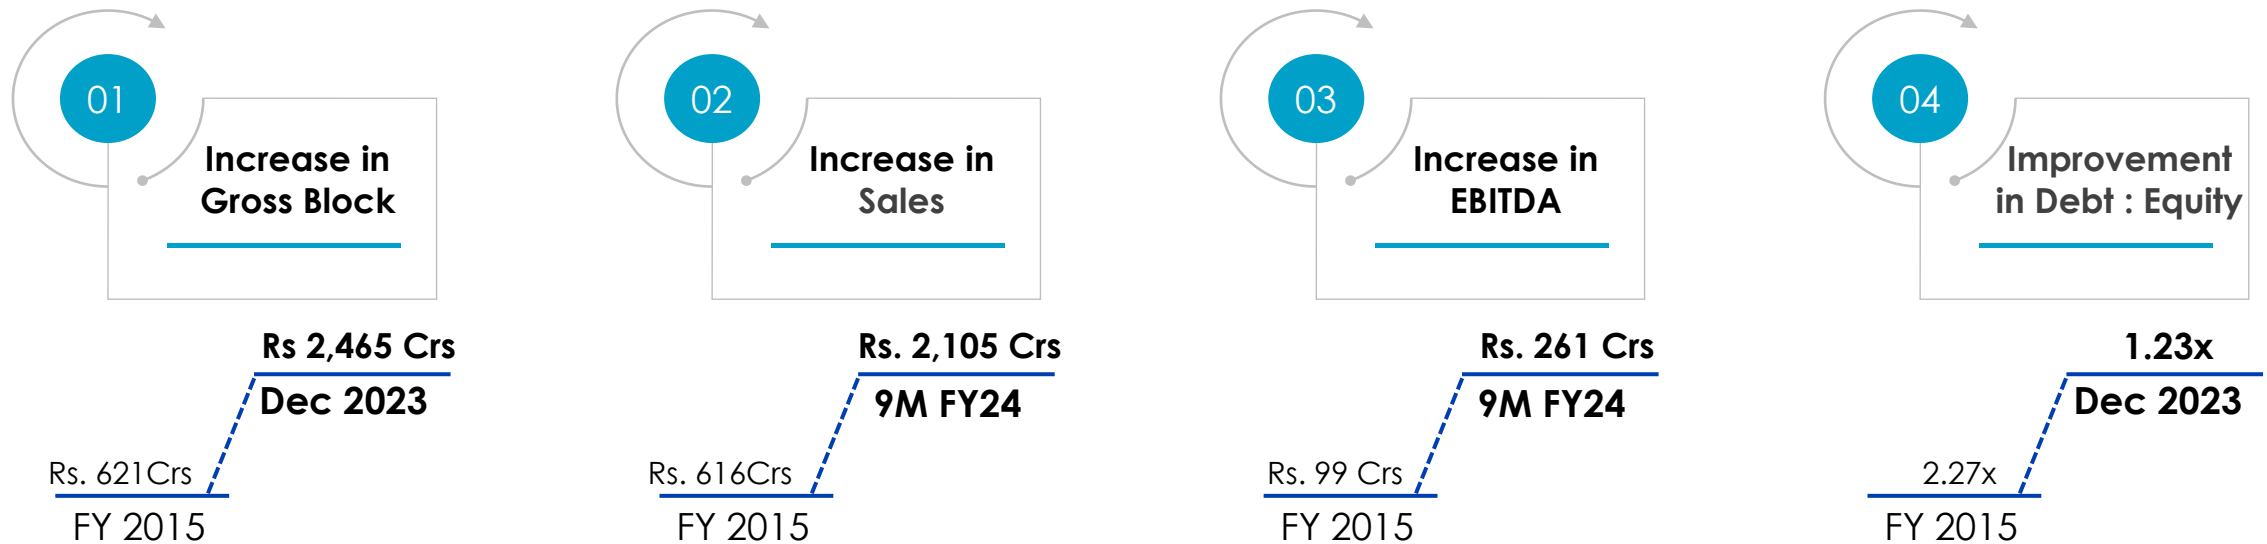 01
Increase in
Gross Block
Rs 2,465 Crs
Dec 2023
Rs. 621Crs
FY 2015
02
Increase in
Sales
Rs. 2,105 Crs
9M FY24
Rs. 616Crs
FY 2015
03
Increase in
EBITDA
Rs. 261 Crs
9M FY24
Rs. 99 Crs
FY 2015
04
Improvement
in Debt : Equity
1.23x
Dec 2023
2.27x
FY 2015